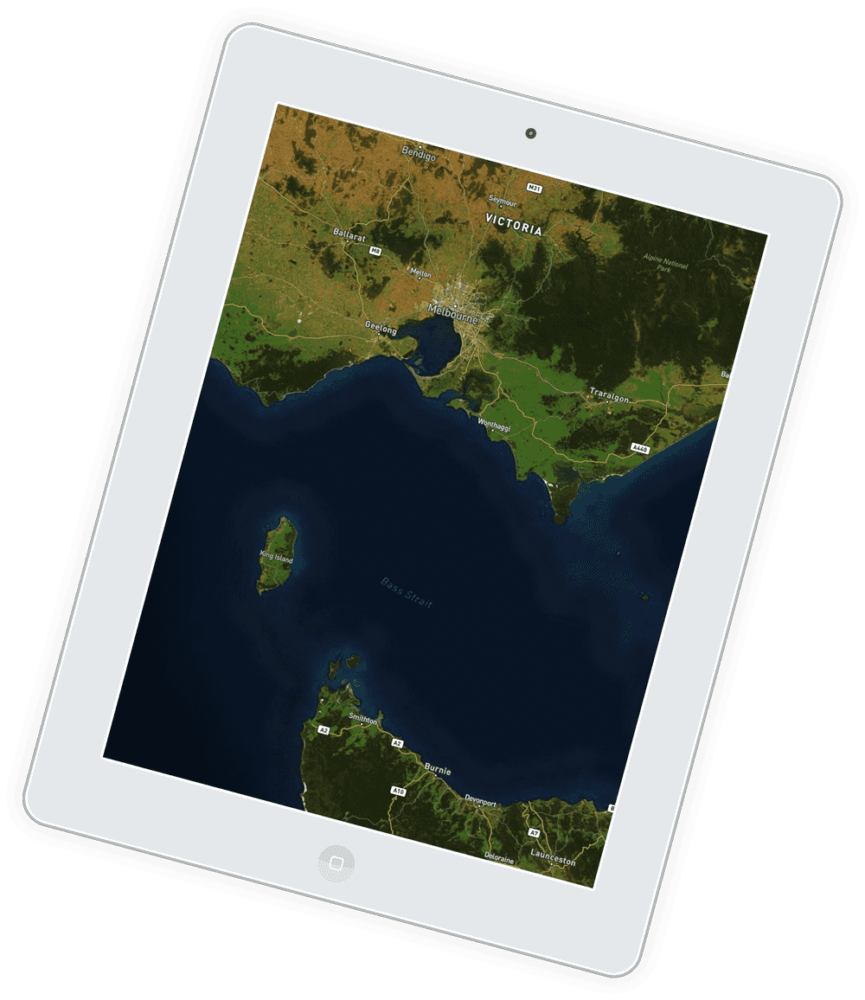 Bendigo
M31
Seymour
VICTORIA
Ballarat
M8
Alpine National
Park
Melton
Melbourne
Geelong
Traralgon
Wonthaggi
A440
King Island
Bass Strait
Smithton
A2
A2
Burnie
A10
Devonport
A7
Deloraine
Launceston